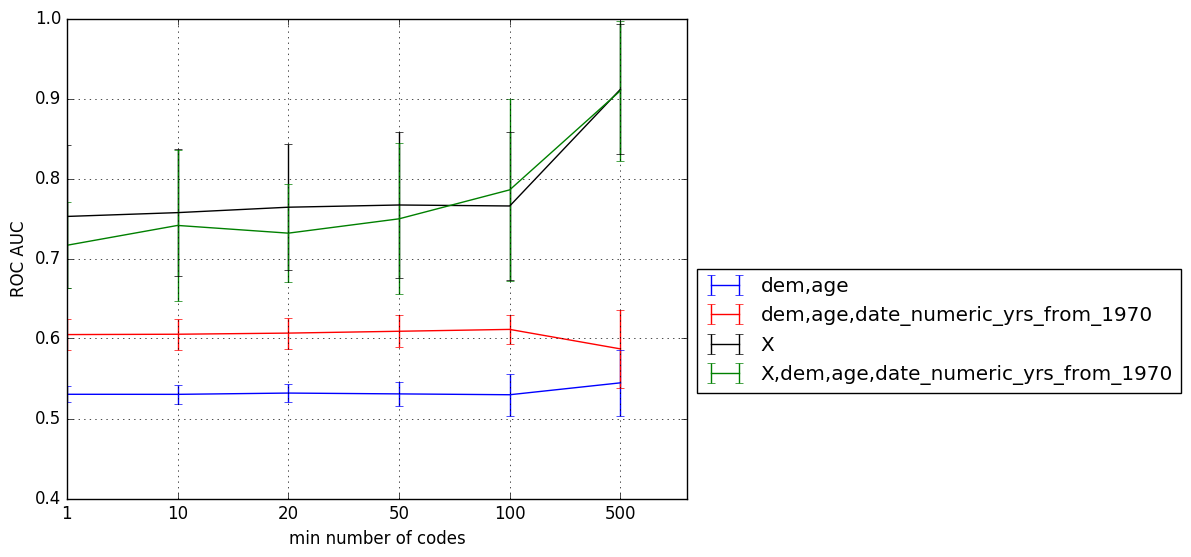 1.0
0.9
0.8
0.7
0.6
0.5
0.4
ROC AUC
1 10 20 50 100 500
min number of codes
dem,age
dem,age,date_numeric_yrs_from_1970
X
X,dem,age,date_numeric_yrs_from_1970